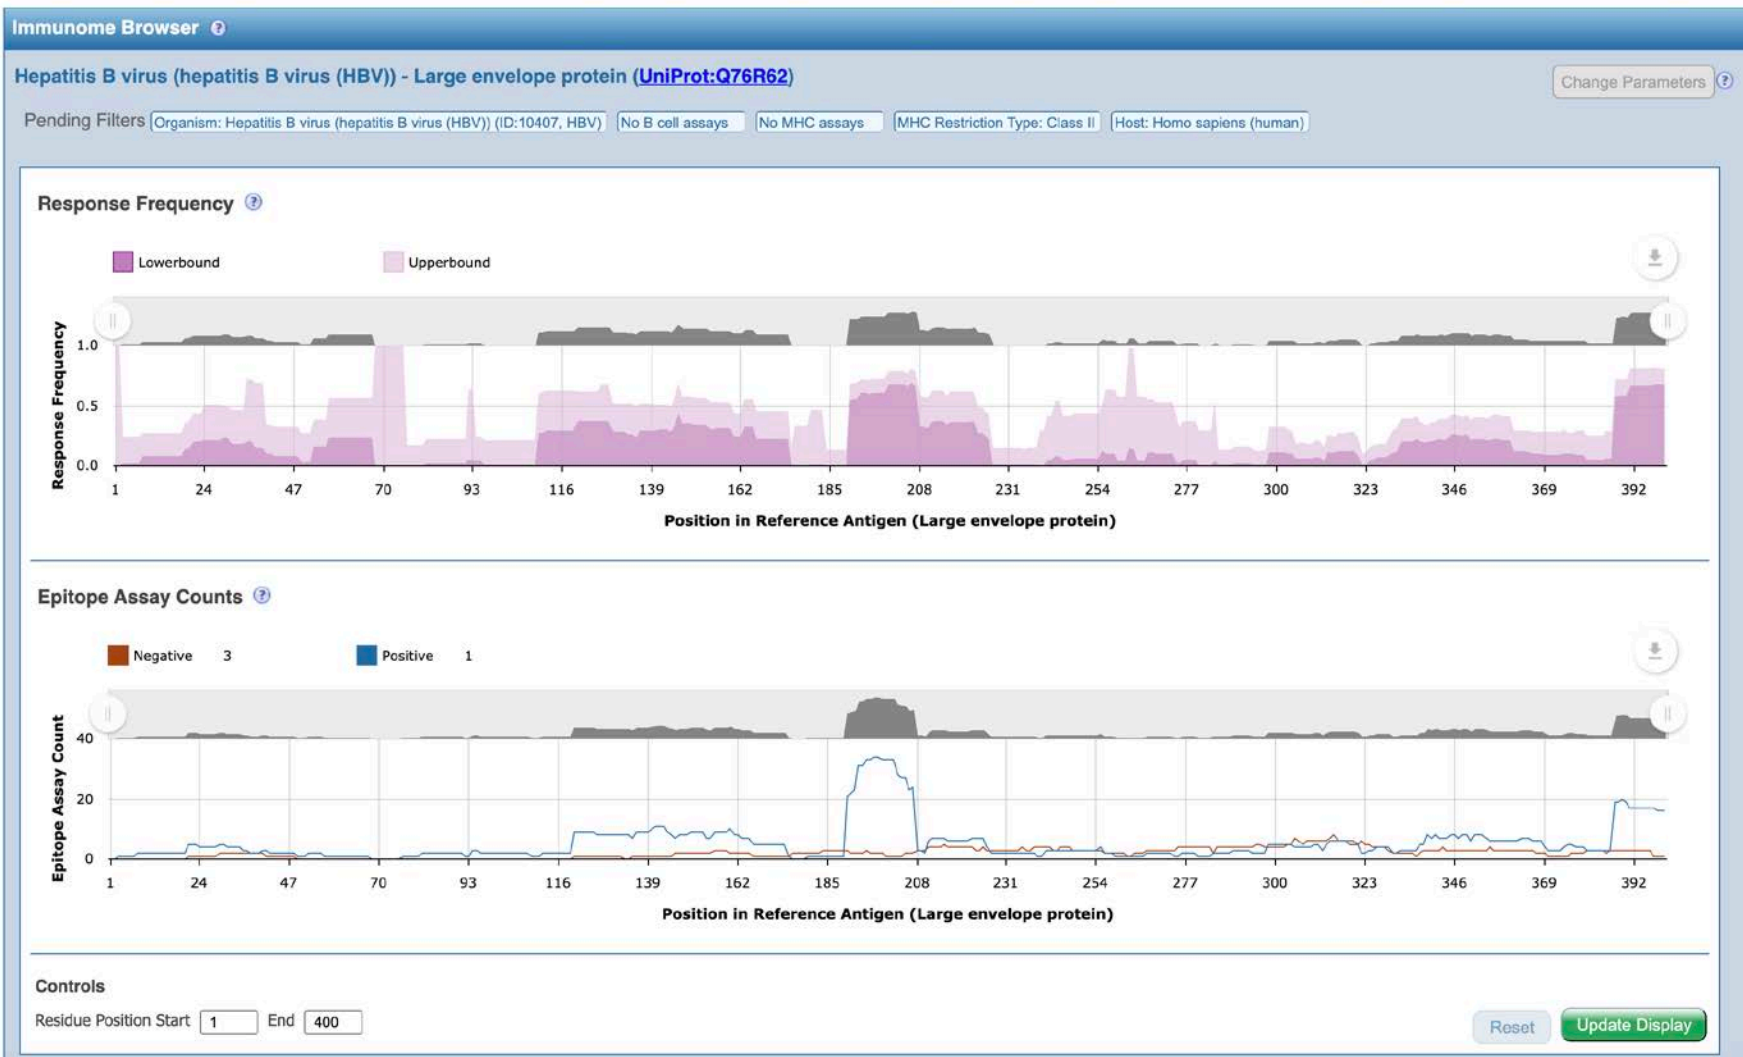 Immunome Browser ?
Hepatitis B virus (hepatitis B virus (HBV)) - Large envelope protein (UniProt:Q76R62)
Change Parameters ?
Pending Filters Organism: Hepatitis B virus (hepatitis B virus (HBV)) (ID:10407, HBV) No B cell assays No MHC assays MHC Restriction Type: Class II Host: Homo sapiens (human)
Response Frequency ?
Lowerbound Upperbound
Response Frequency
1.0
0.5
0.0
1 24 47 70 93 116 139 162 185 208 231 254 277 300 323 346 369 392
Position in Reference Antigen (Large envelope protein)
Epitope Assay Counts ?
Negative 3 Positive 1
Epitope Assay Count
40
20
0
1 24 47 70 93 116 139 162 185 208 231 254 277 300 323 346 369 392
Position in Reference Antigen (Large envelope protein)
Controls
Residue Position Start 1 End 400
Reset Update Display